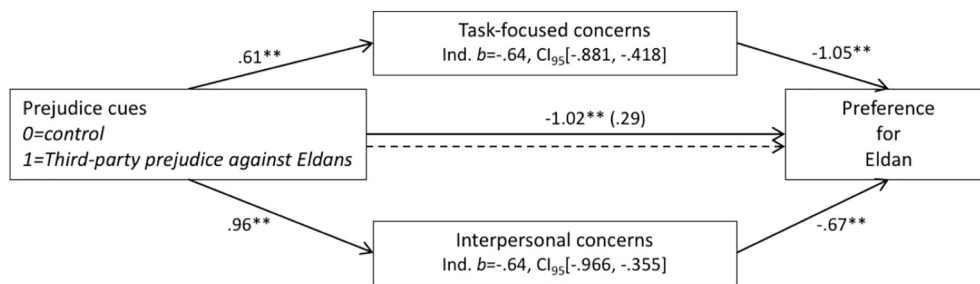 Task-focused concerns
Ind. b=-.64, CI95[-.881, -.418]
.61**
-1.05**
Prejudice cues
0=control
1=Third-party prejudice against Eldans
-1.02** (.29)
Preference
for
Eldan
.96**
-.67**
Interpersonal concerns
Ind. b=-.64, CI95[-.966, -.355]